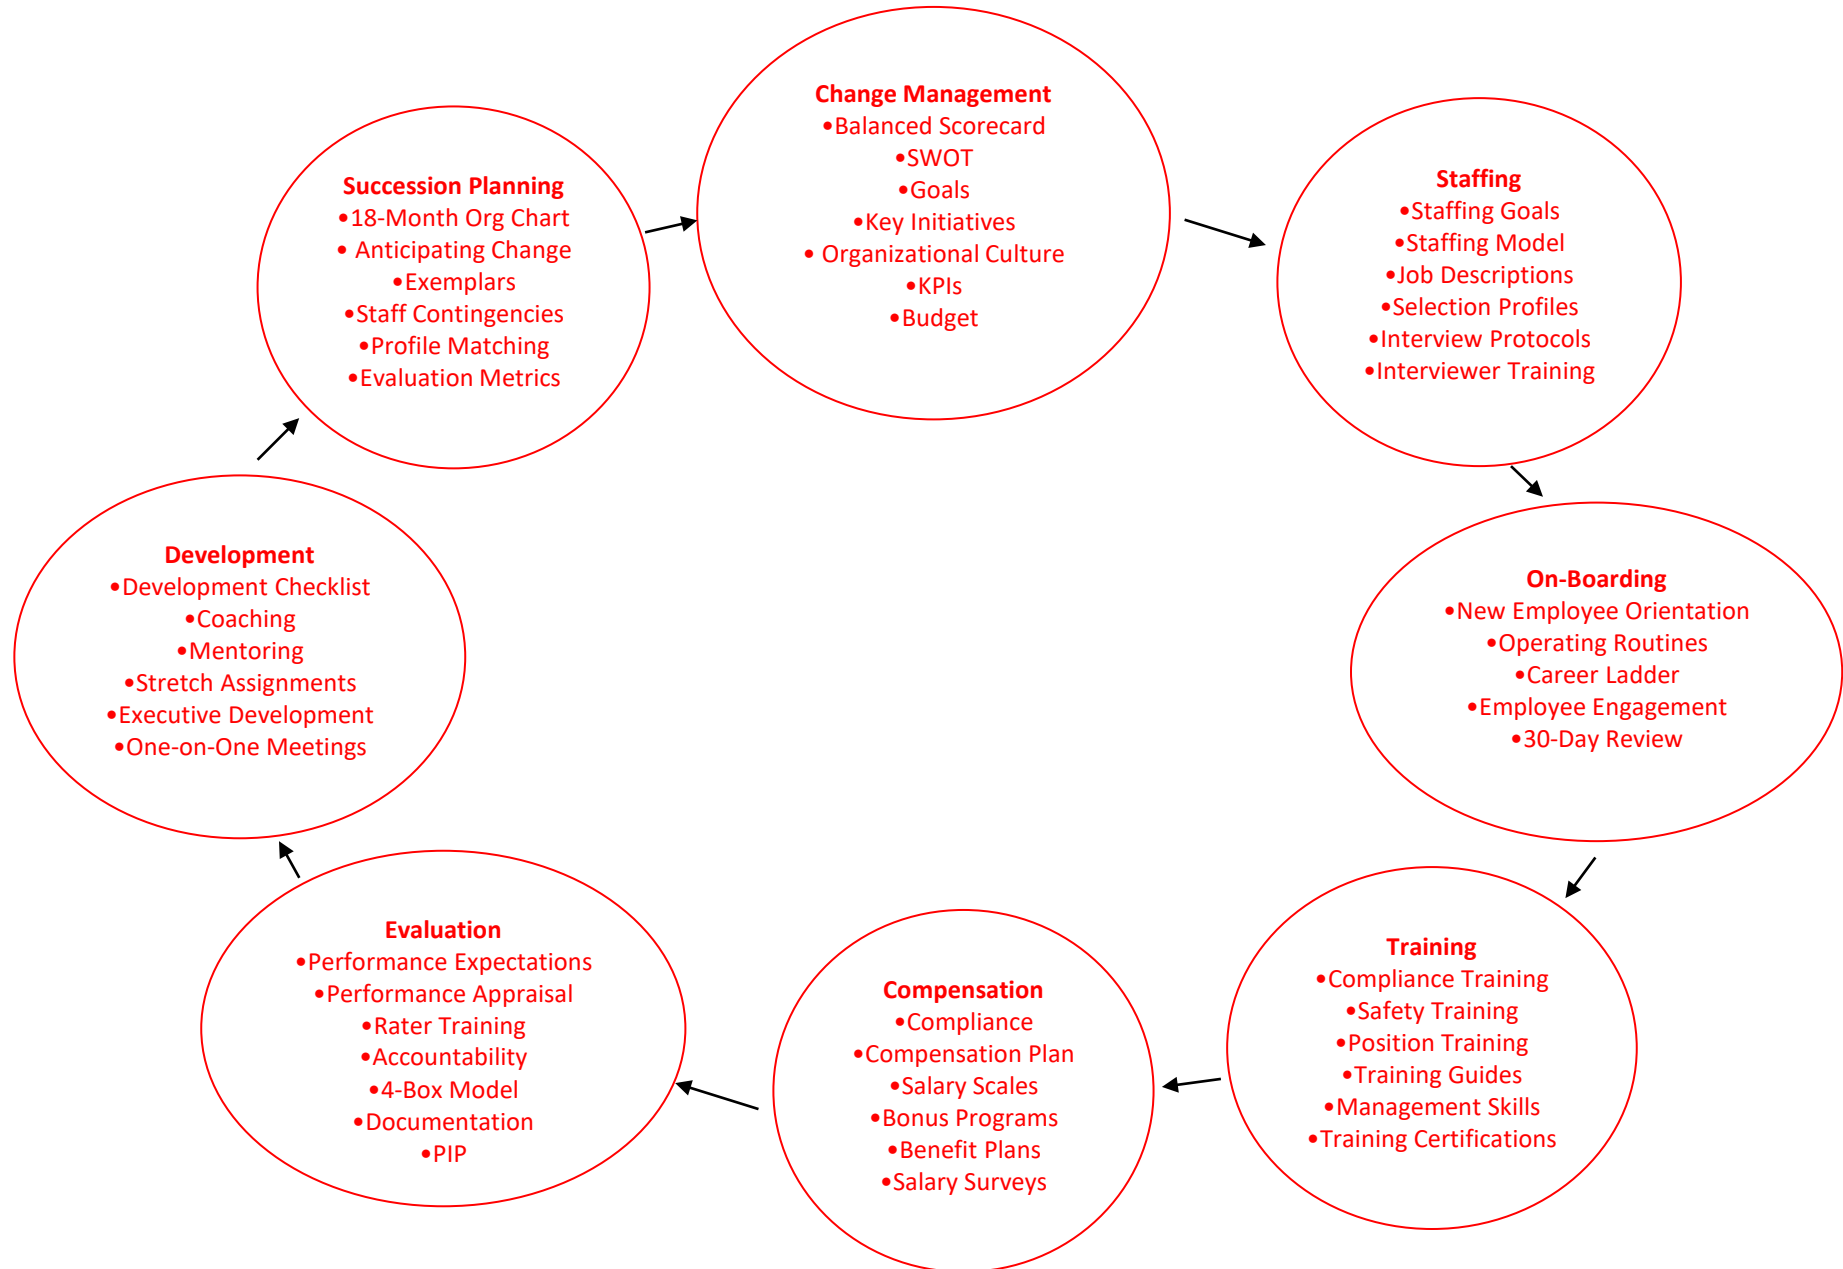 Change Management
•Balanced Scorecard
•SWOT
•Goals
•Key Initiatives
• Organizational Culture
•KPIs
•Budget
Staffing
•Staffing Goals
•Staffing Model
•Job Descriptions
•Selection Profiles
•Interview Protocols
•Interviewer Training
On-Boarding
•New Employee Orientation
•Operating Routines
•Career Ladder
•Employee Engagement
•30-Day Review
Training
•Compliance Training
•Safety Training
•Position Training
•Training Guides
•Management Skills
•Training Certifications
Compensation
•Compliance
•Compensation Plan
•Salary Scales
•Bonus Programs
•Benefit Plans
•Salary Surveys
Evaluation
•Performance Expectations
•Performance Appraisal
•Rater Training
•Accountability
•4-Box Model
•Documentation
•PIP
Development
•Development Checklist
•Coaching
•Mentoring
•Stretch Assignments
•Executive Development
•One-on-One Meetings
Succession Planning
•18-Month Org Chart
• Anticipating Change
•Exemplars
•Staff Contingencies
•Profile Matching
•Evaluation Metrics